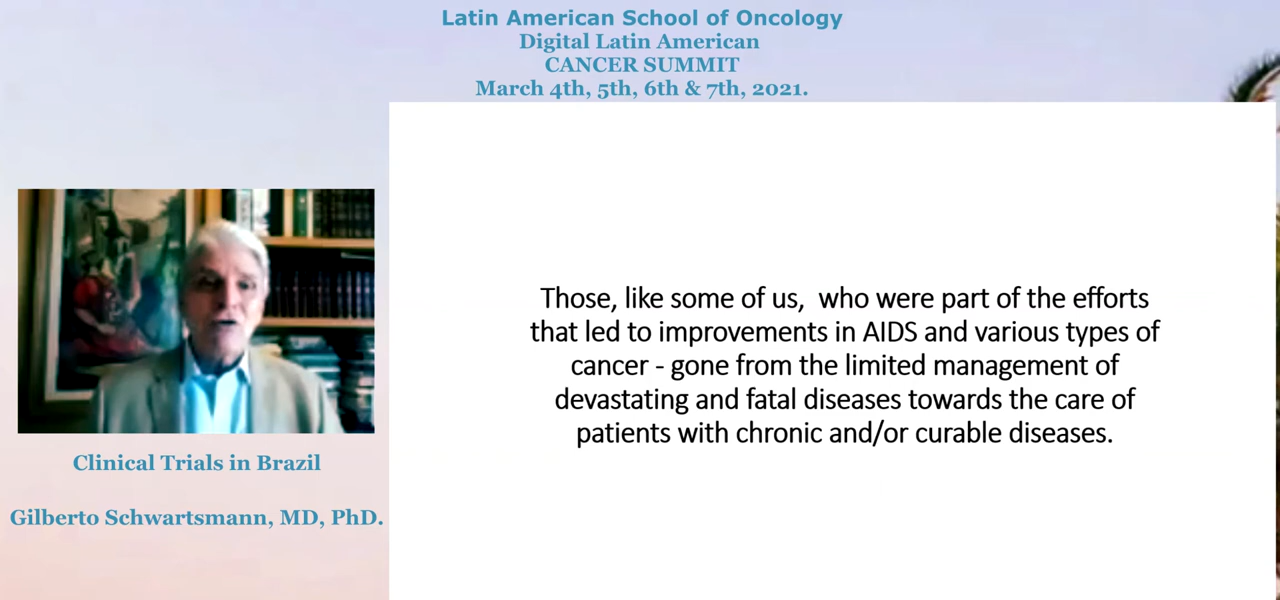 Latin American School of Oncology
Digital Latin American
CANCER SUMMIT
March 4th, 5th, 6th & 7th, 2021.
Those, like some of us,  who were part of the efforts
that led to improvements in AIDS and various types of
cancer - gone from the limited management of
devastating and fatal diseases towards the care of
patients with chronic and/or curable diseases.
Clinical Trials in Brazil
Gilberto Schwartsmann, MD, PhD.